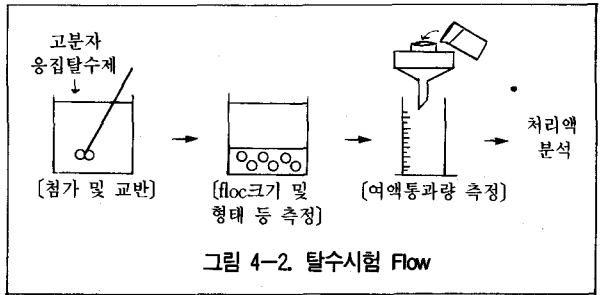 고분자
응집탈수제
처리액
분석
〔첨가 및 교반〕
〔floc크기 및
형태 등 측정〕
〔여액통과량 측정〕
그림 4-2. 탈수시험 Flow